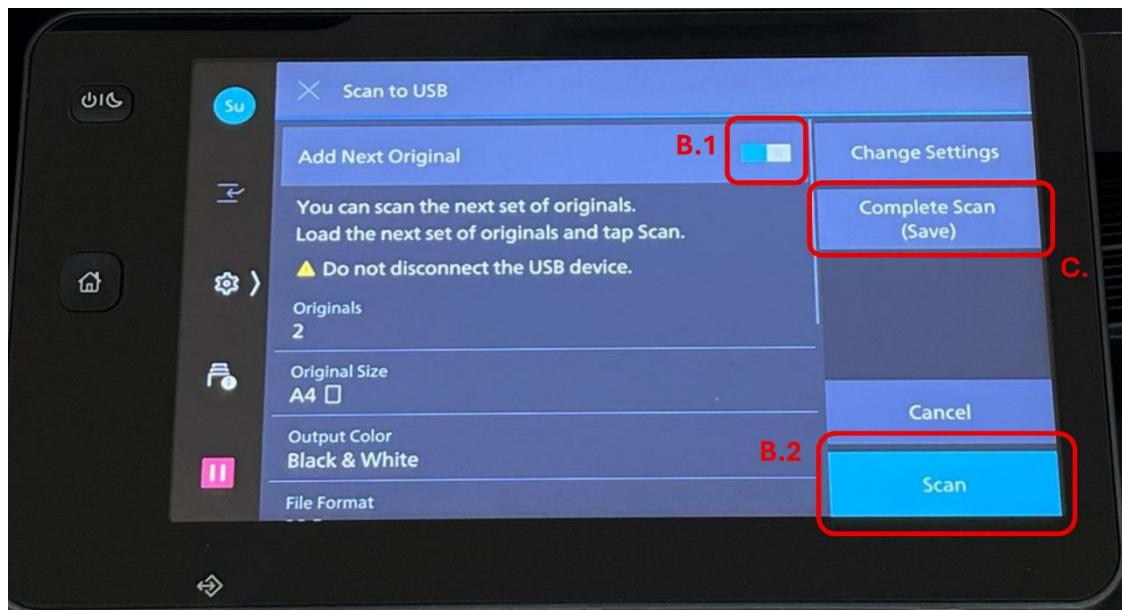 Su
Scan to USB
Add Next Original
B.1
Change Settings
You can scan the next set of originals.
Load the next set of originals and tap Scan.
Do not disconnect the USB device.
Complete Scan
(Save)
C.
Originals
2
Original Size
A4
Output Color
Black & White
File Format
Cancel
B.2
Scan